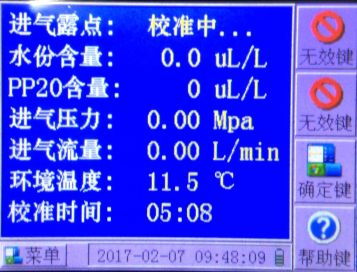 进气露点： 校准中...
水份含量： 0.0 uL/L
PP20含量： 0 uL/L
进气压力： 0.00 Mpa
进气流量： 0.00 L/min
环境温度： 11.5 ℃
校准时间： 05:08
无效键
无效键
确定键
帮助键
菜单 2017-02-07 09:48:09